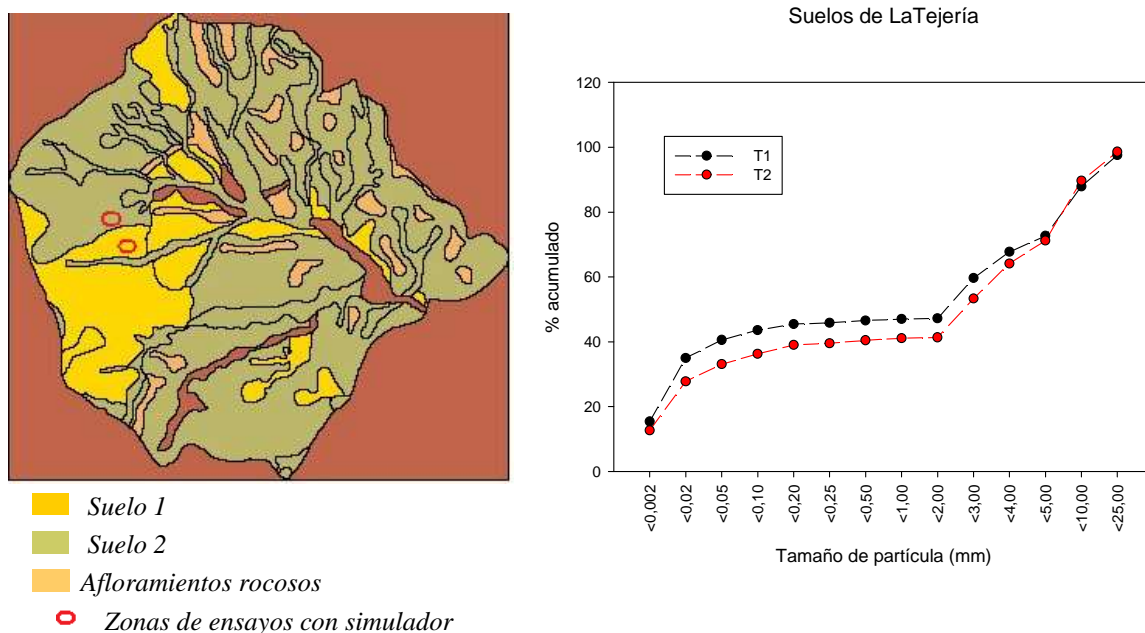 Suelo 1
Suelo 2
Afloramientos rocosos
Zonas de ensayos con simulador
Suelos de LaTejería
% acumulado
120
100
80
60
40
20
0
T1
T2
<0,002
<0,02
<0,05
<0,10
<0,20
<0,25
<0,50
<1,00
<2,00
<3,00
<4,00
<5,00
<10,00
<25,00
Tamaño de partícula (mm)